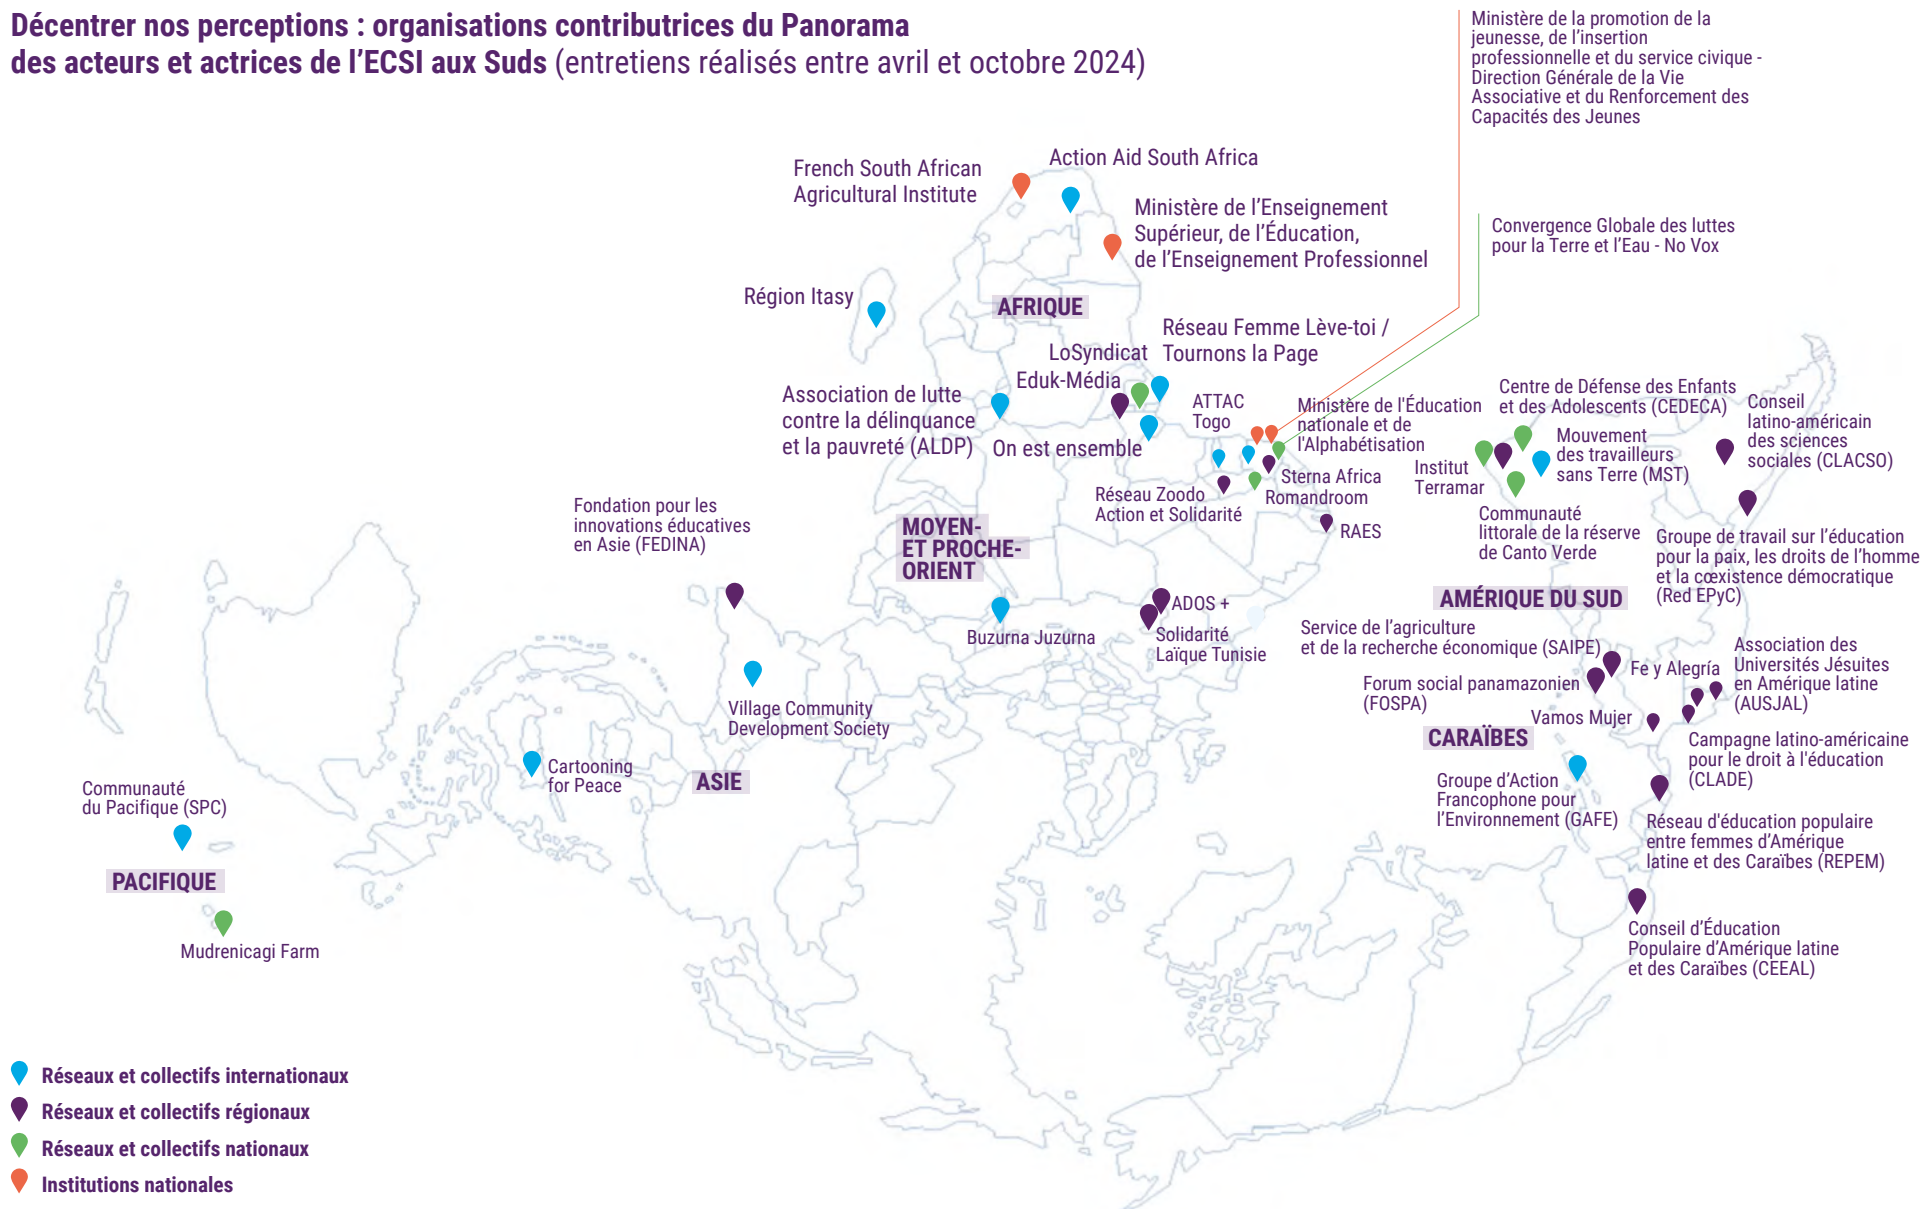 Décentrer nos perceptions : organisations contributrices du Panorama
des acteurs et actrices de l'ECSI aux Suds (entretiens réalisés entre avril et octobre 2024)
Ministère de la promotion de la
jeunesse, de l'insertion
professionnelle et du service civique -
Direction Générale de la Vie
Associative et du Renforcement des
Capacités des Jeunes
French South African
Agricultural Institute
Action Aid South Africa
Ministère de l'Enseignement
Supérieur, de l'Éducation,
de l'Enseignement Professionnel
Convergence Globale des luttes
pour la Terre et l'Eau - No Vox
Région Itasy
AFRIQUE
Réseau Femme Lève-toi /
Tournons la Page
LoSyndicat
Eduk-Média
Association de lutte
contre la délinquance
et la pauvreté (ALDP)
On est ensemble
ATTAC
Togo
Ministère de l'Éducation
nationale et de
l'Alphabétisation
Sterna Africa
Romandroom
Réseau Zoodo
Action et Solidarité
RAES
Centre de Défense des Enfants
et des Adolescents (CEDECA)
Conseil
latino-américain
des sciences
sociales (CLACSO)
Mouvement
des travailleurs
sans Terre (MST)
Institut
Terramar
Communauté
littorale de la réserve
de Canto Verde
Groupe de travail sur l'éducation
pour la paix, les droits de l'homme
et la cœxistence démocratique
(Red EPyC)
Fondation pour les
innovations éducatives
en Asie (FEDINA)
MOYEN-
ET PROCHE-
ORIENT
AMÉRIQUE DU SUD
Buzurna Juzurna
ADOS +
Solidarité
Laïque Tunisie
Service de l'agriculture
et de la recherche économique (SAIPE)
Fe y Alegría
Association des
Universités Jésuites
en Amérique latine
(AUSJAL)
Forum social panamazonien
(FOSPA)
Vamos Mujer
CARAÏBES
Campagne latino-américaine
pour le droit à l'éducation
(CLADE)
Village Community
Development Society
Cartooning
for Peace
ASIE
Groupe d'Action
Francophone pour
l'Environnement (GAFE)
Réseau d'éducation populaire
entre femmes d'Amérique
latine et des Caraïbes (REPEM)
Communauté
du Pacifique (SPC)
PACIFIQUE
Mudrenicagi Farm
Conseil d'Éducation
Populaire d'Amérique latine
et des Caraïbes (CEEAL)
Réseaux et collectifs internationaux
Réseaux et collectifs régionaux
Réseaux et collectifs nationaux
Institutions nationales